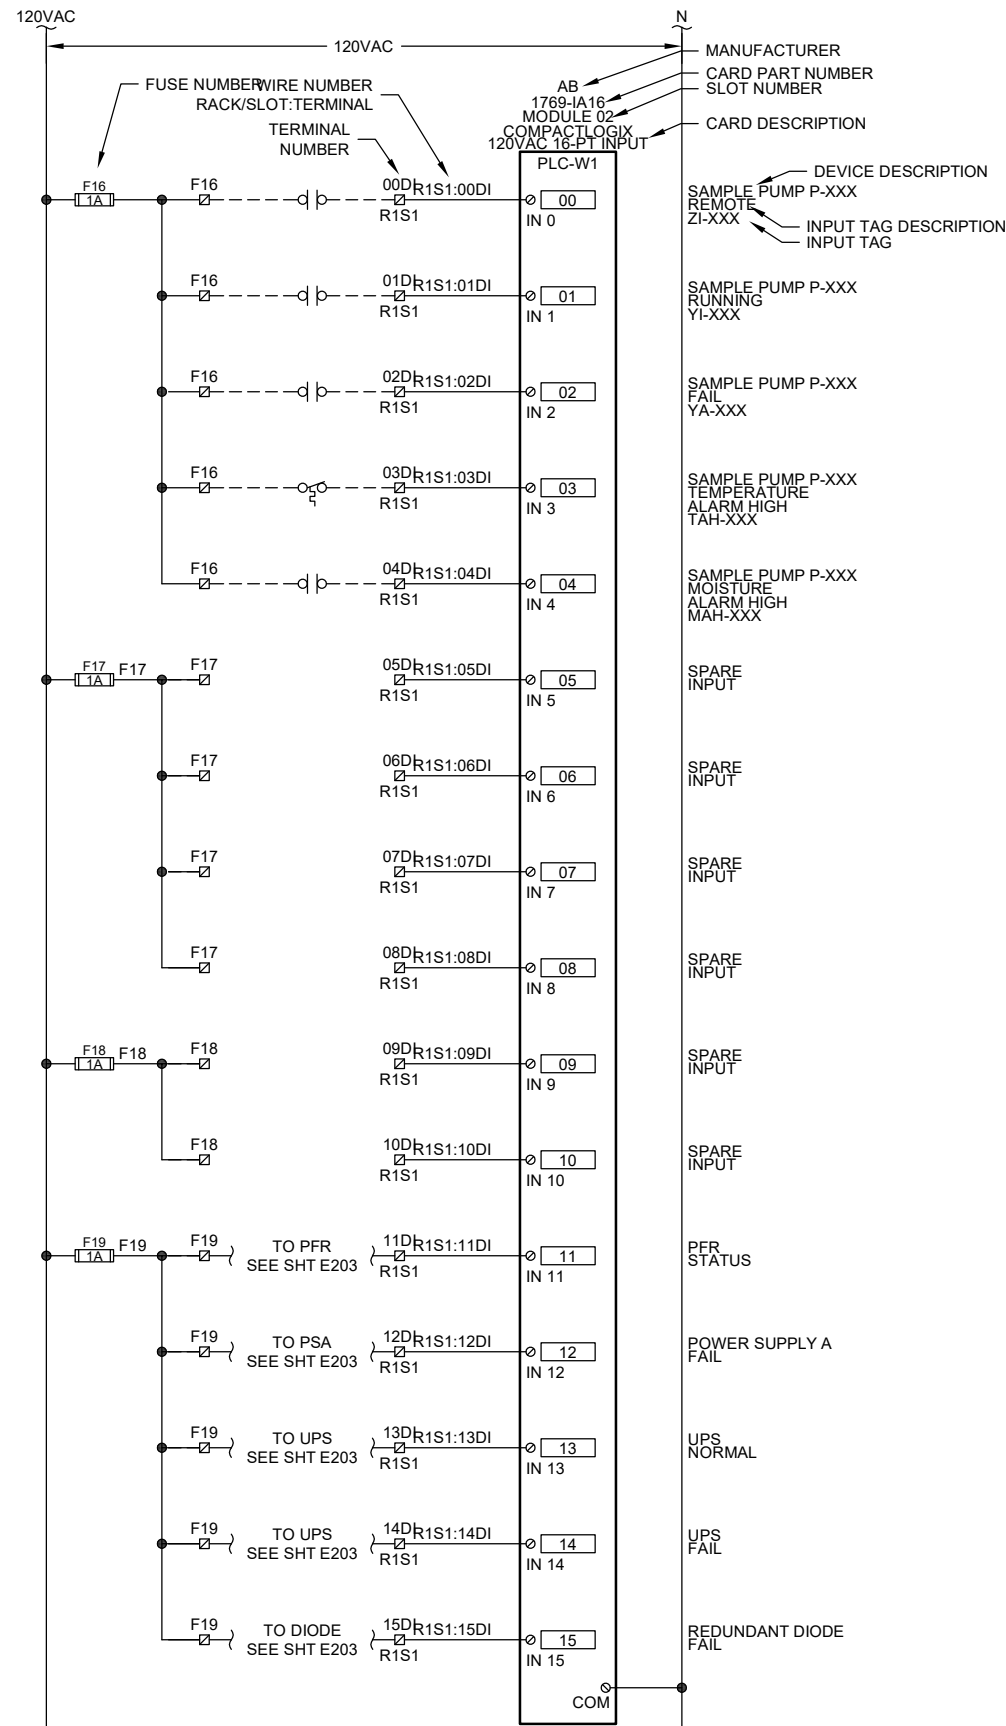 120VAC
N
120VAC
MANUFACTURER
AB
CARD PART NUMBER
FUSE NUMBER
WIRE NUMBER
RACK/SLOT:TERMINAL
1769-IA16
SLOT NUMBER
MODULE 02
TERMINAL
NUMBER
COMPACTLOGIX
CARD DESCRIPTION
120VAC 16-PT INPUT
PLC-W1
DEVICE DESCRIPTION
F16
1A
F16
00DI
R1S1
R1S1:00DI
00
IN 0
SAMPLE PUMP P-XXX
REMOTE
ZI-XXX
INPUT TAG DESCRIPTION
INPUT TAG
F16
01DI
R1S1
R1S1:01DI
01
IN 1
SAMPLE PUMP P-XXX
RUNNING
YI-XXX
F16
02DI
R1S1
R1S1:02DI
02
IN 2
SAMPLE PUMP P-XXX
FAIL
YA-XXX
F16
03DI
R1S1
R1S1:03DI
03
IN 3
SAMPLE PUMP P-XXX
TEMPERATURE
ALARM HIGH
TAH-XXX
F16
04DI
R1S1
R1S1:04DI
04
IN 4
SAMPLE PUMP P-XXX
MOISTURE
ALARM HIGH
MAH-XXX
F17
1A
F17
F17
05DI
R1S1
R1S1:05DI
05
IN 5
SPARE
INPUT
F17
06DI
R1S1
R1S1:06DI
06
IN 6
SPARE
INPUT
F17
07DI
R1S1
R1S1:07DI
07
IN 7
SPARE
INPUT
F17
08DI
R1S1
R1S1:08DI
08
IN 8
SPARE
INPUT
F18
1A
F18
F18
09DI
R1S1
R1S1:09DI
09
IN 9
SPARE
INPUT
F18
10DI
R1S1
R1S1:10DI
10
IN 10
SPARE
INPUT
F19
1A
F19
F19
TO PFR
SEE SHT E203
11DI
R1S1
R1S1:11DI
11
IN 11
PFR
STATUS
F19
TO PSA
SEE SHT E203
12DI
R1S1
R1S1:12DI
12
IN 12
POWER SUPPLY A
FAIL
F19
TO UPS
SEE SHT E203
13DI
R1S1
R1S1:13DI
13
IN 13
UPS
NORMAL
F19
TO UPS
SEE SHT E203
14DI
R1S1
R1S1:14DI
14
IN 14
UPS
FAIL
F19
TO DIODE
SEE SHT E203
15DI
R1S1
R1S1:15DI
15
IN 15
REDUNDANT DIODE
FAIL
COM